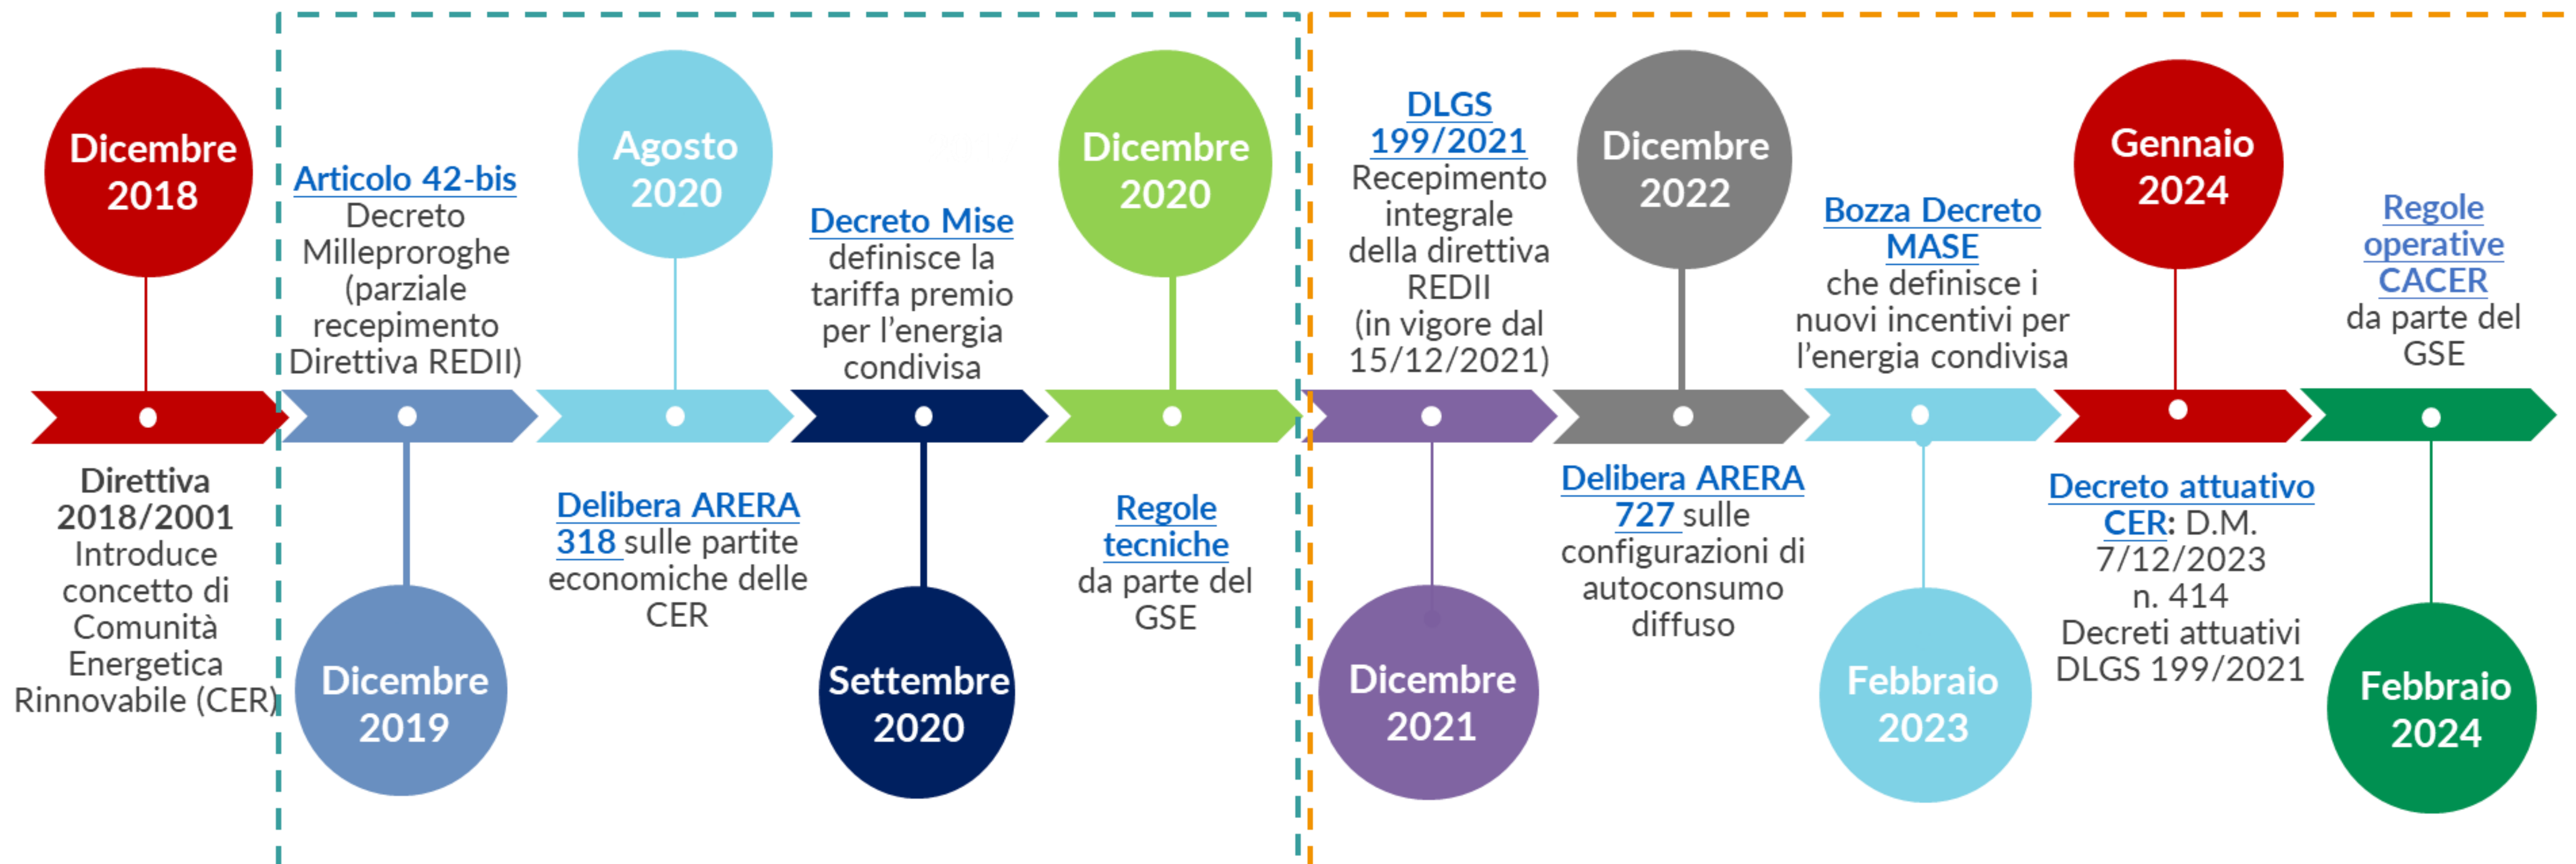 Dicembre
2018
Direttiva
2018/2001
Introduce
concetto di
Comunità
Energetica
Rinnovabile (CER)
Articolo 42-bis
Decreto
Milleproroghe
(parziale
recepimento
Direttiva REDII)
Dicembre
2019
Agosto
2020
Delibera ARERA
318 sulle partite
economiche delle
CER
Decreto Mise
definisce la
tariffa premio
per l'energia
condivisa
Settembre
2020
Dicembre
2020
Regole
tecniche
da parte del
GSE
DLGS
199/2021
Recepimento
integrale
della direttiva
REDII
(in vigore dal
15/12/2021)
Dicembre
2021
Dicembre
2022
Delibera ARERA
727 sulle
configurazioni di
autoconsumo
diffuso
Bozza Decreto
MASE
che definisce i
nuovi incentivi per
l'energia condivisa
Febbraio
2023
Gennaio
2024
Decreto attuativo
CER: D.M.
7/12/2023
n. 414
Decreti attuativi
DLGS 199/2021
Regole
operative
CACER
da parte del
GSE
Febbraio
2024